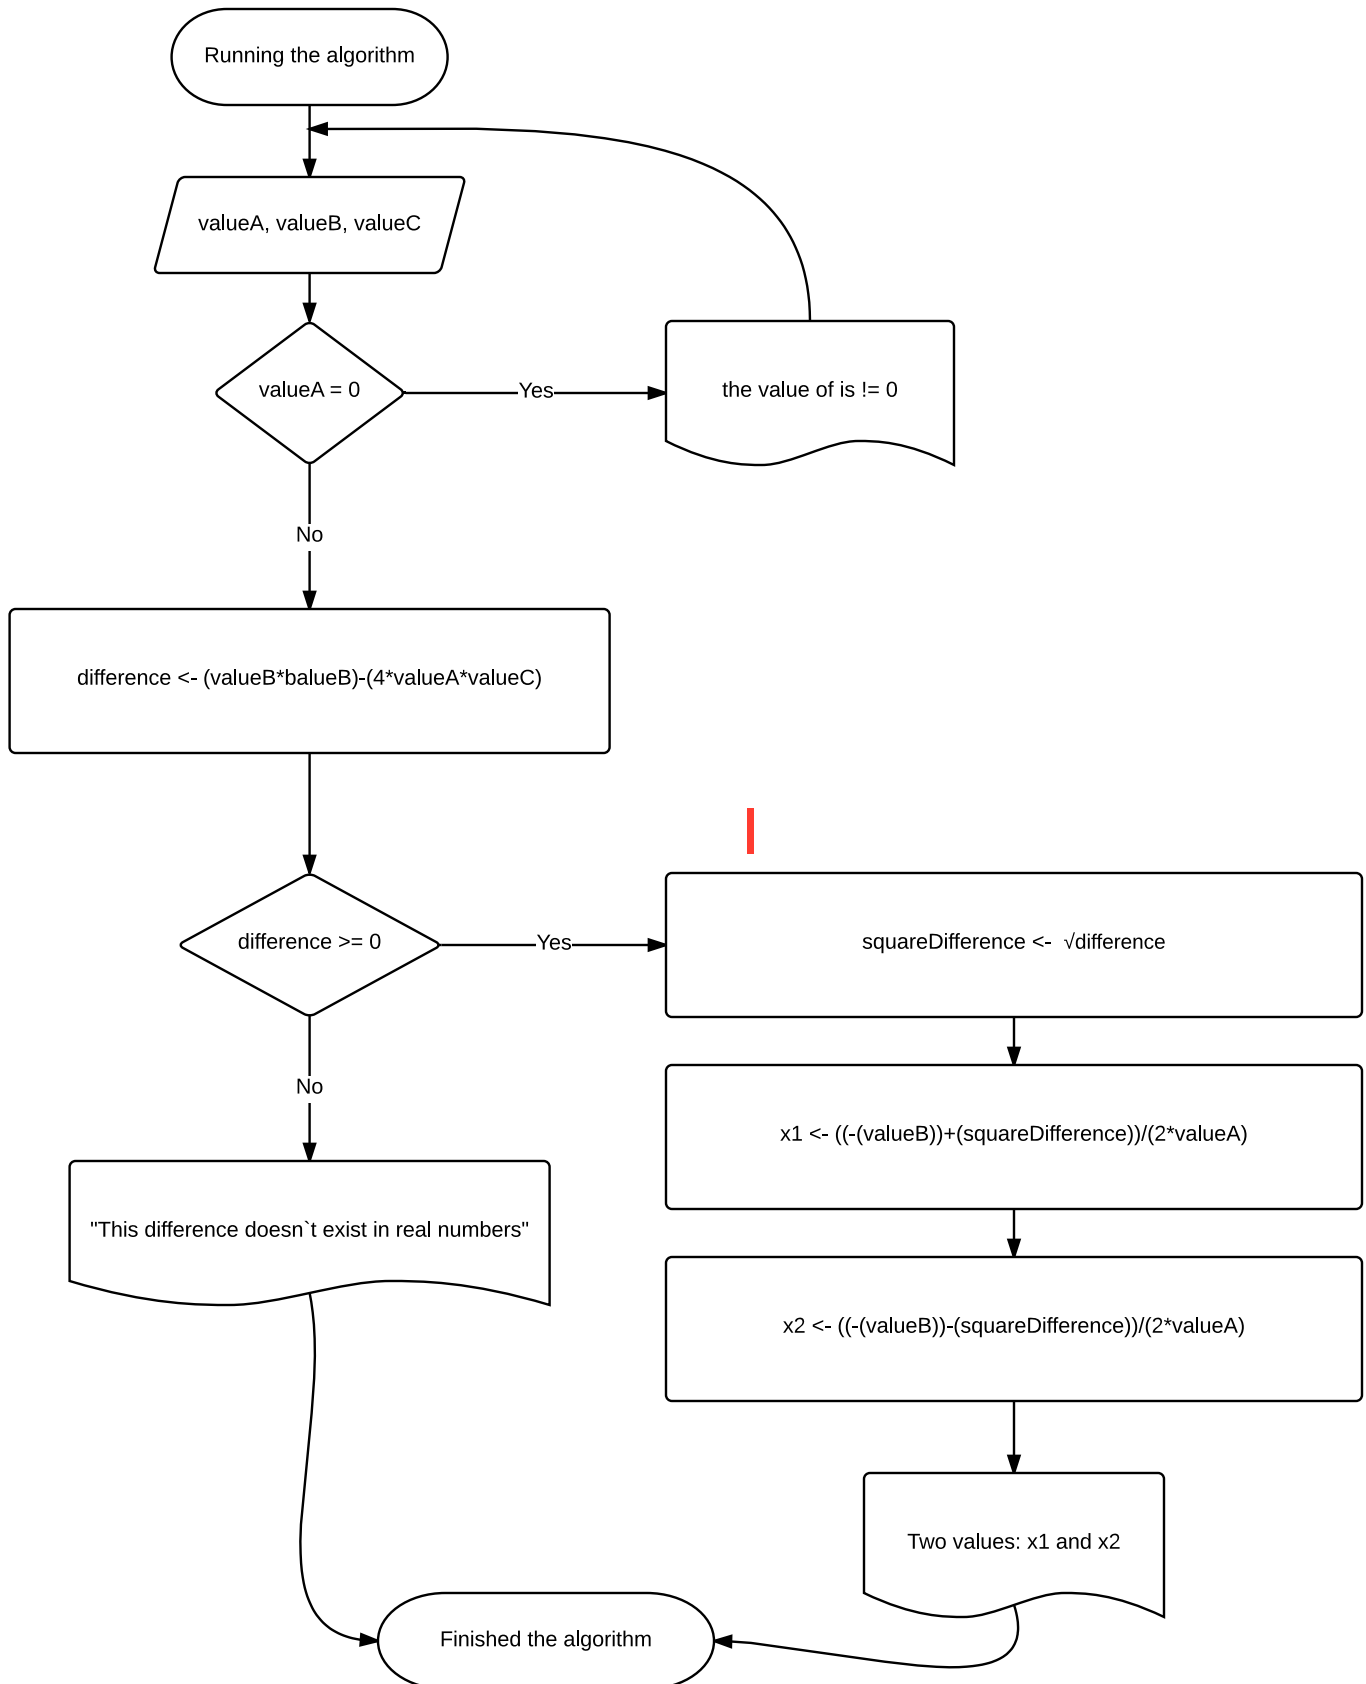 Running the algorithm
valueA, valueB, valueC
valueA = 0
Yes
the value of is != 0
No
difference <- (valueB*balueB)-(4*valueA*valueC)
difference >= 0
Yes
squareDifference <-  √difference
No
x1 <- ((-(valueB))+(squareDifference))/(2*valueA)
"This difference doesn`t exist in real numbers"
x2 <- ((-(valueB))-(squareDifference))/(2*valueA)
Two values: x1 and x2
Finished the algorithm